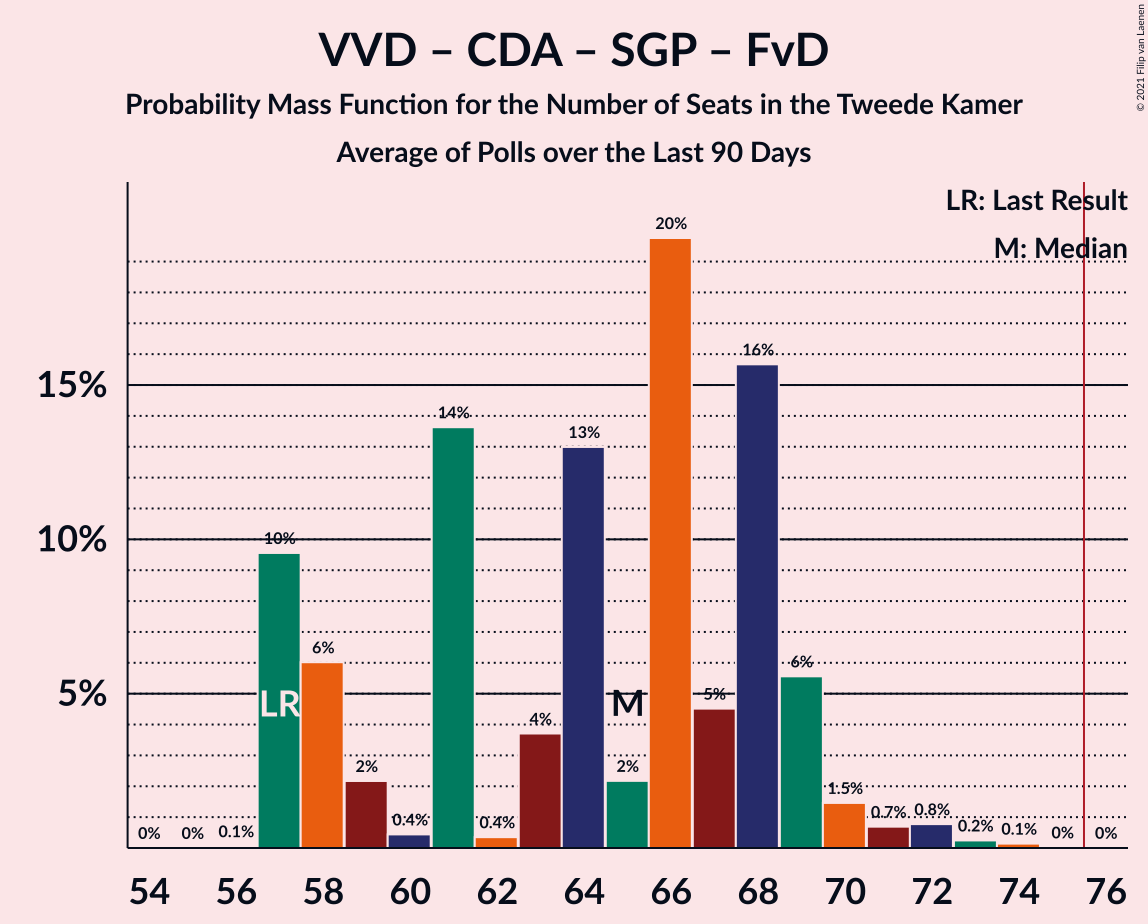 VVD – CDA – SGP – FvD
Probability Mass Function for the Number of Seats in the Tweede Kamer
Average of Polls over the Last 90 Days
© 2021 Filip van Laenen
LR: Last Result
M: Median
20%
16%
15%
14%
13%
10%
10%
6%
6%
5%
5%
LR
M
4%
2%
2%
1.5%
0%
0%
0.1%
0.4%
0.4%
0.7%
0.8%
0.2%
0.1%
0%
0%
54 56 58 60 62 64 66 68 70 72 74 76